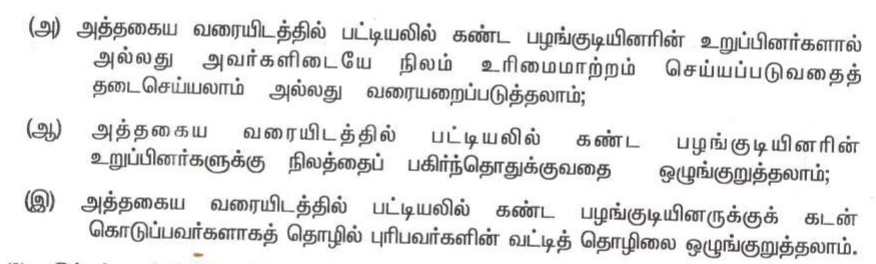 (அ) அத்தகைய வரையிடத்தில் பட்டியலில் கண்ட பழங்குடியினரின் உறுப்பினர்களால்
அல்லது அவர்களிடையே நிலம் உரிமைமாற்றம் செய்யப்படுவதைத்
தடைசெய்யலாம் அல்லது வரையறைப்படுத்தலாம்;
(ஆ) அத்தகைய வரையிடத்தில் பட்டியலில் கண்ட பழங்குடியினரின்
உறுப்பினர்களுக்கு நிலத்தைப் பகிர்ந்தொதுக்குவதை ஒழுங்குறுத்தலாம்;
(இ) அத்தகைய வரையிடத்தில் பட்டியலில் கண்ட பழங்குடியினருக்குக் கடன்
கொடுப்பவர்களாகத் தொழில் புரிபவர்களின் வட்டித் தொழிலை ஒழுங்குறுத்தலாம்.